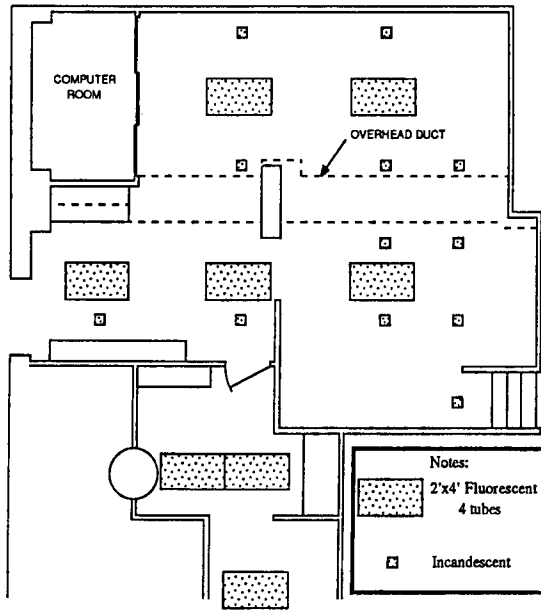 COMPUTER
ROOM
OVERHEAD DUCT
Notes:
2'x4' Fluorescent
4 tubes
Incandescent